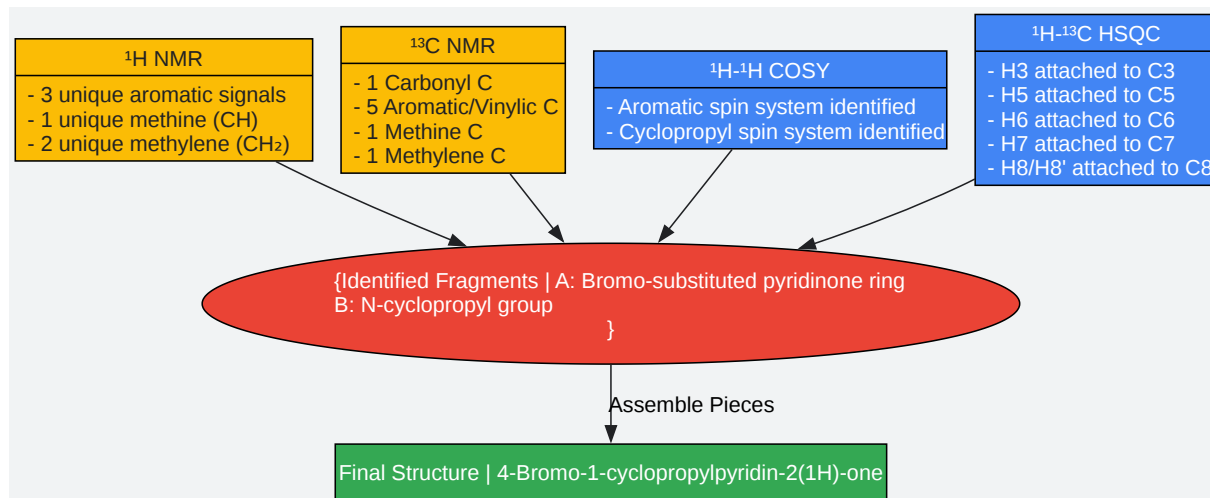 ¹H NMR
- 3 unique aromatic signals
- 1 unique methine (CH)
- 2 unique methylene (CH₂)
¹³C NMR
- 1 Carbonyl C
- 5 Aromatic/Vinylic C
- 1 Methine C
- 1 Methylene C
¹H-¹H COSY
- Aromatic spin system identified
- Cyclopropyl spin system identified
¹H-¹³C HSQC
- H3 attached to C3
- H5 attached to C5
- H6 attached to C6
- H7 attached to C7
- H8/H8' attached to C8
{Identified Fragments | A: Bromo-substituted pyridinone ring
B: N-cyclopropyl group
}
Assemble Pieces
Final Structure | 4-Bromo-1-cyclopropylpyridin-2(1H)-one